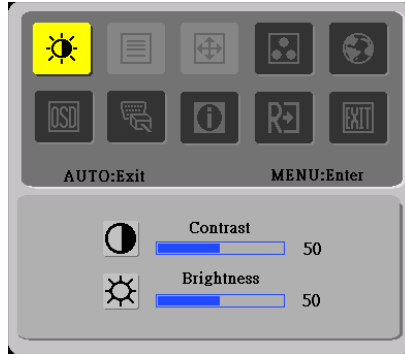 OSD
R
EXIT
AUTO:Exit MENU:Enter
Contrast
50
Brightness
50